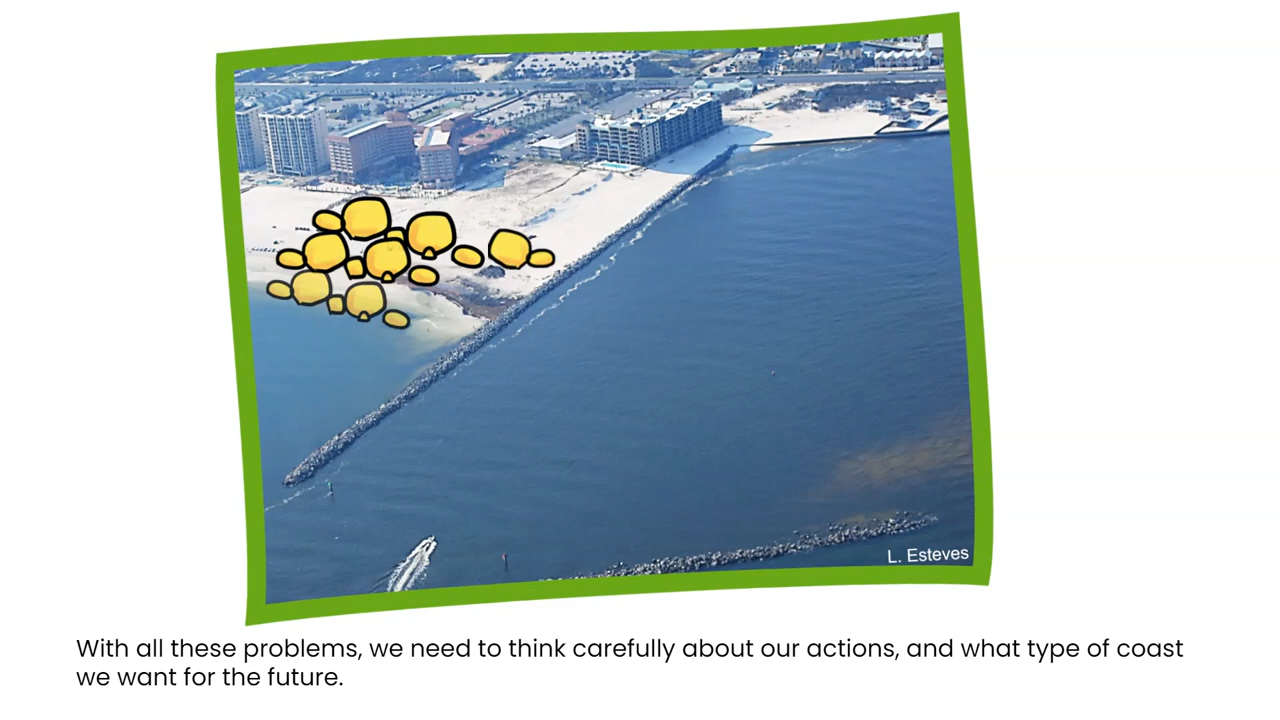 L. Esteves
With all these problems, we need to think carefully about our actions, and what type of coast
we want for the future.